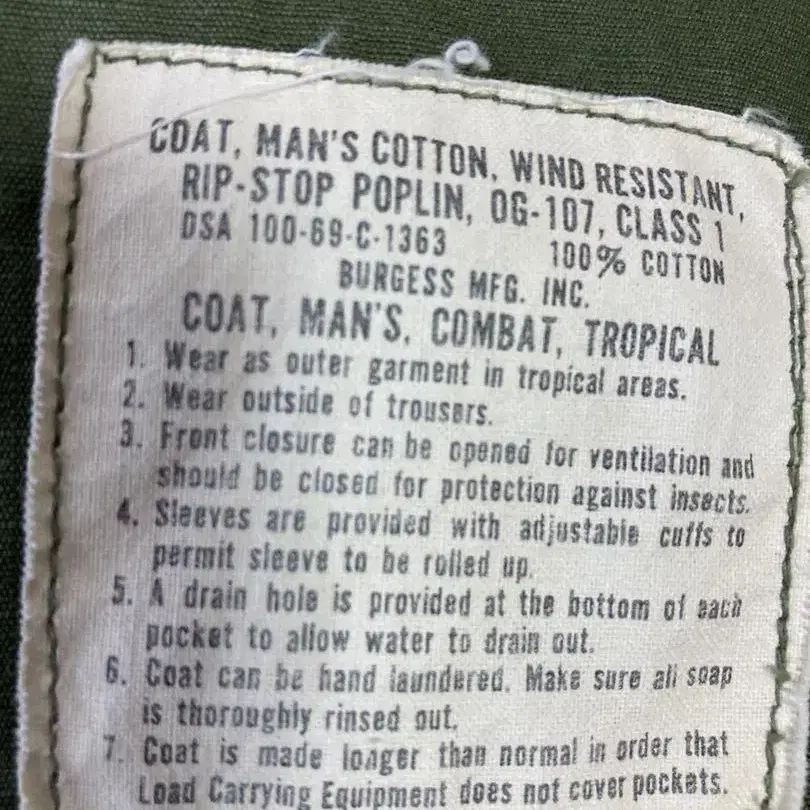 COAT, MAN'S COTTON, WIND RESISTANT,
RIP-STOP POPLIN, OG-107, CLASS 1
DSA 100-69-C-1363 100% COTTON
BURGESS MFG. INC.
COAT, MAN'S, COMBAT, TROPICAL
1. Wear as outer garment in tropical areas.
2. Wear outside of trousers.
3. Front closure can be opened for ventilation and
should be closed for protection against insects.
4. Sleeves are provided with adjustable cuffs to
permit sleeve to be rolled up.
5. A drain hole is provided at the bottom of each
pocket to allow water to drain out.
6. Coat can be hand laundered. Make sure all soap
is thoroughly rinsed out.
7. Coat is made longer than normal in order that
Load Carrying Equipment does not cover pockets.